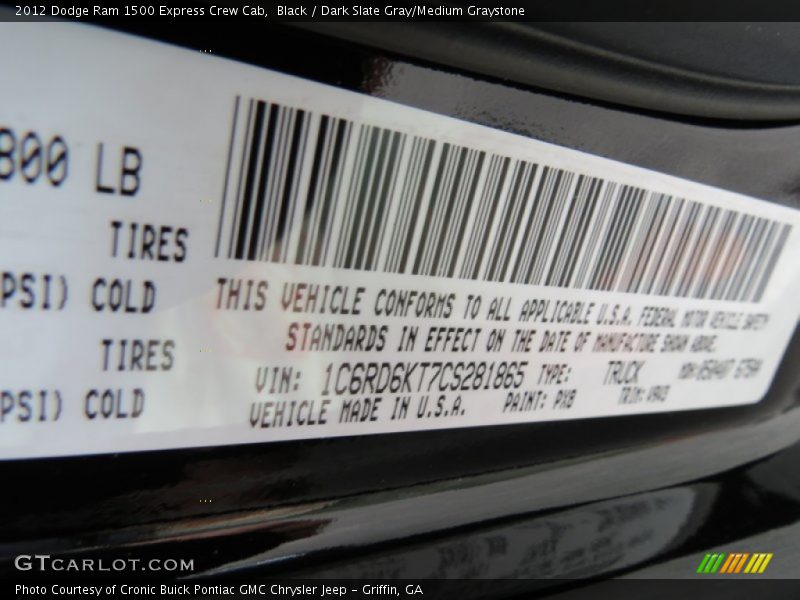 2012 Dodge Ram 1500 Express Crew Cab,  Black / Dark Slate Gray/Medium Graystone
800 LB
TIRES
PSI) COLD
TIRES
PSI) COLD
THIS VEHICLE CONFORMS TO ALL APPLICABLE U.S.A. FEDERAL MOTOR VEHICLE SAFETY
STANDARDS IN EFFECT ON THE DATE OF MANUFACTURE SHOWN ABOVE.
VIN: 1C6RD6KT7CS281865 TYPE: TRUCK
VEHICLE MADE IN U.S.A. PAINT: PXB TRIM:
GTCARLOT.COM
Photo Courtesy of Cronic Buick Pontiac GMC Chrysler Jeep - Griffin, GA